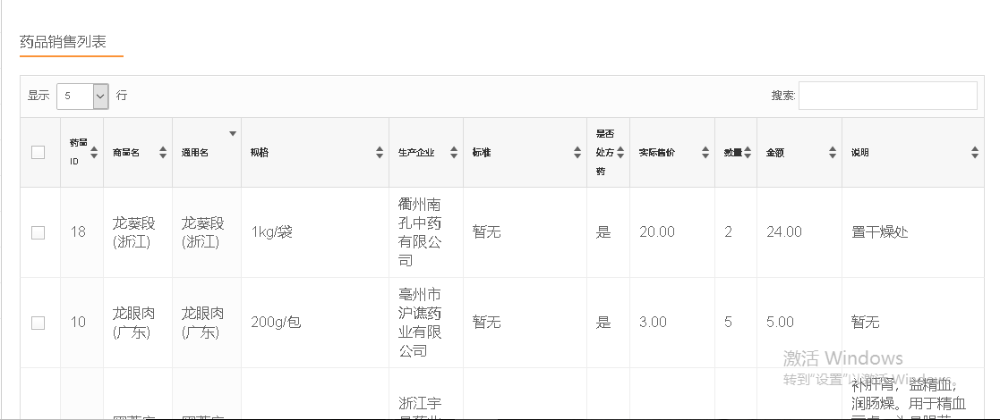 药品销售列表
显示 5 行 搜索:
药品ID 商品名 通用名 规格 生产企业 标准 是否处方药 实际售价 数量 金额 说明
18 龙葵段(浙江) 龙葵段(浙江) 1kg/袋 衢州南孔中药有限公司 暂无 是 20.00 2 24.00 置干燥处
10 龙眼肉(广东) 龙眼肉(广东) 200g/包 亳州市沪谯药业有限公司 暂无 是 3.00 5 5.00 暂无
激活 Windows
转到“设置”以激活 Windows。
浙江宇
补肝肾，益精血，
润肠燥。用于精血